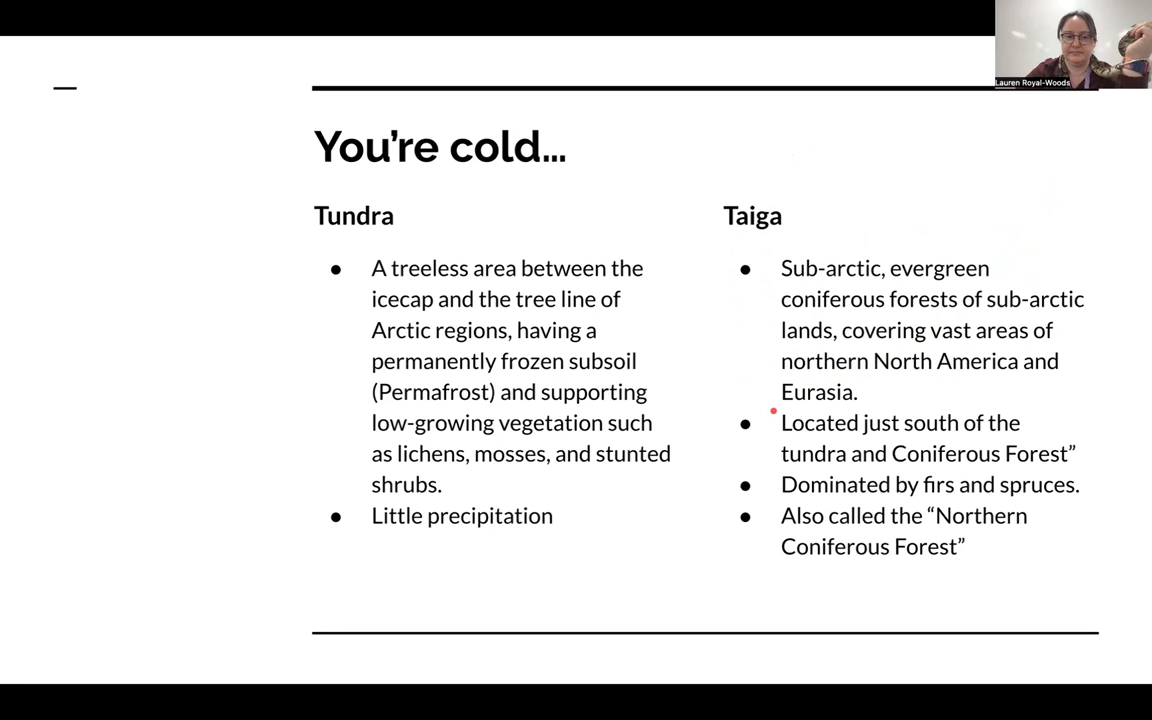 Lauren Royal-Woods
You’re cold…
Tundra
● A treeless area between the
icecap and the tree line of
Arctic regions, having a
permanently frozen subsoil
(Permafrost) and supporting
low-growing vegetation such
as lichens, mosses, and stunted
shrubs.
● Little precipitation
Taiga
● Sub-arctic, evergreen
coniferous forests of sub-arctic
lands, covering vast areas of
northern North America and
Eurasia.
● Located just south of the
tundra and Coniferous Forest”
● Dominated by firs and spruces.
● Also called the “Northern
Coniferous Forest”